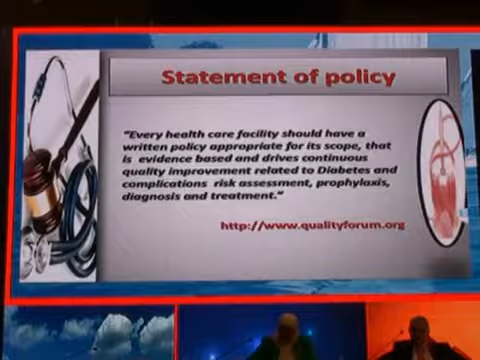 Statement of policy
"Every health care facility should have a
written policy appropriate for its scope, that
is evidence based and drives continuous
quality improvement related to Diabetes and
complications risk assessment, prophylaxis,
diagnosis and treatment."
http://www.qualityforum.org